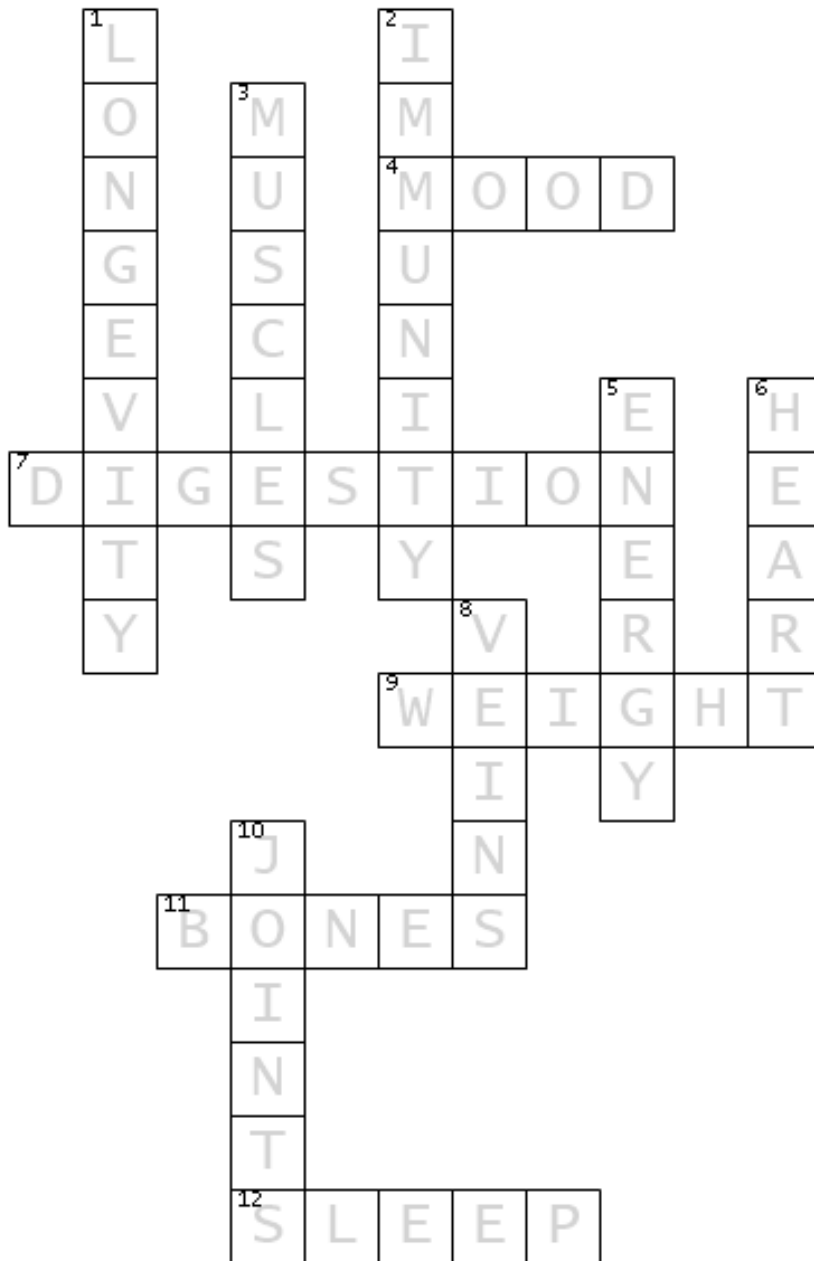 1 L 2 I
O 3 M M
N U 4 M O O D
G S U
E C N
V L I 5 E 6 H
7 D I G E S T I O N E
T S Y E A
Y 8 V R R
9 W E I G H T
I Y
10 J N
11 B O N E S
I
N
T
12 S L E E P